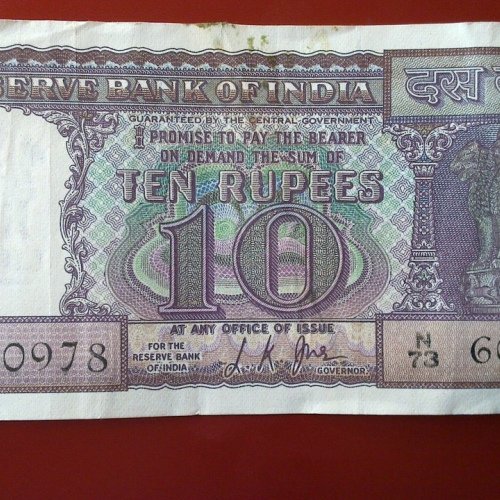 SERVE BANK OF INDIA
दस
GUARANTEED BY THE CENTRAL GOVERNMENT
I PROMISE TO PAY THE BEARER
ON DEMAND THE SUM OF
TEN RUPEES
10
AT ANY OFFICE OF ISSUE
FOR THE
RESERVE BANK
OF INDIA
GOVERNOR.
0978
N
73
6